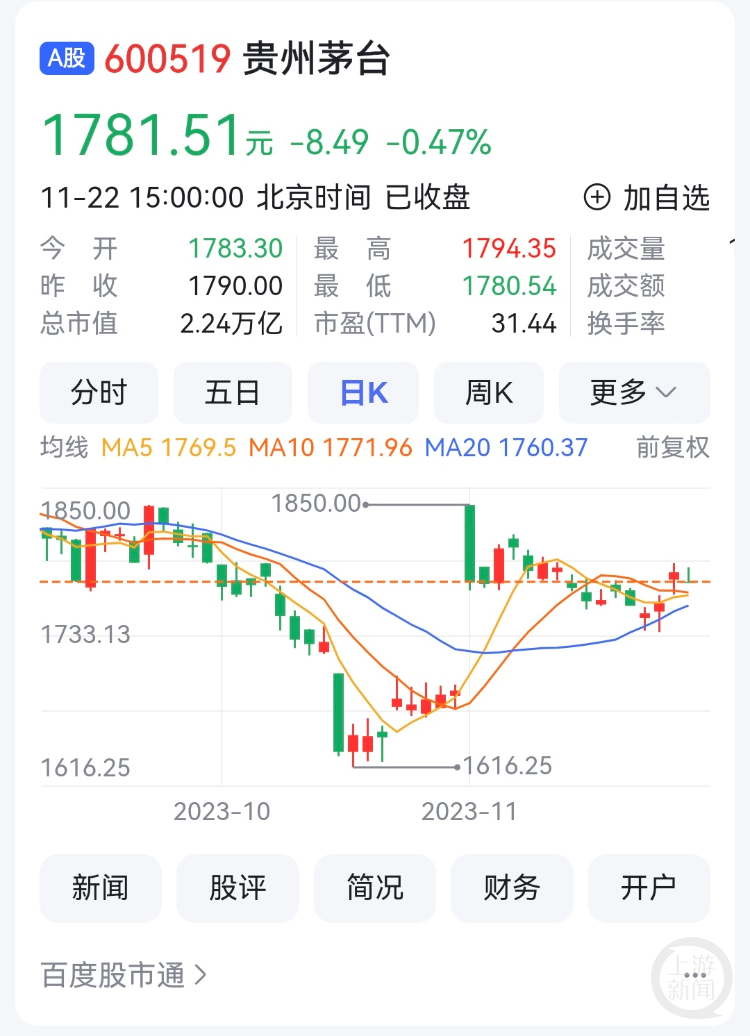 A股 600519 贵州茅台
1781.51元 -8.49 -0.47%
11-22 15:00:00 北京时间 已收盘 加自选
今 开 1783.30 最 高 1794.35 成交量
昨 收 1790.00 最 低 1780.54 成交额
总市值 2.24万亿 市盈(TTM) 31.44 换手率
分时 五日 日K 周K 更多
均线 MA5 1769.5 MA10 1771.96 MA20 1760.37 前复权
1850.00 1850.00
1733.13
1616.25 1616.25
2023-10 2023-11
新闻 股评 简况 财务 开户
百度股市通
上游
新闻